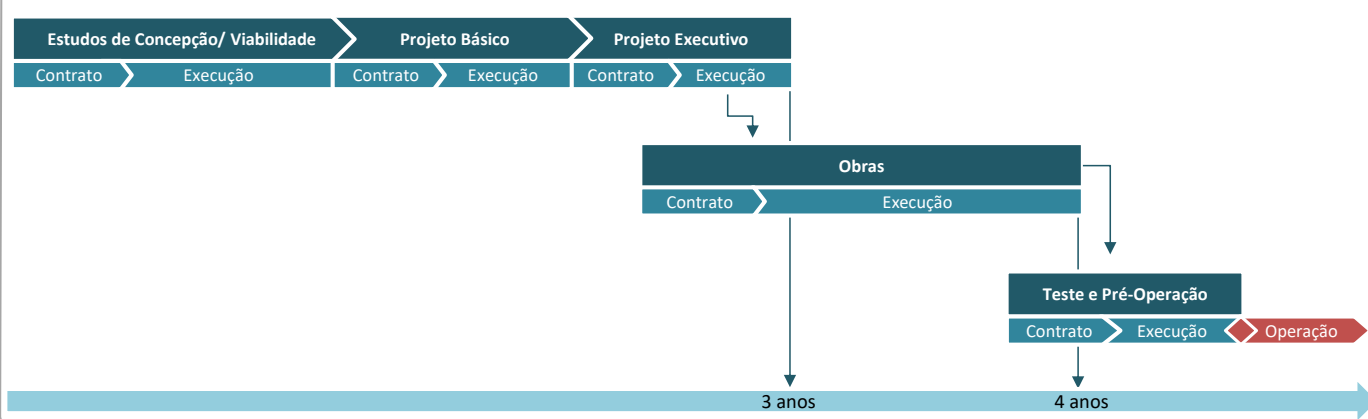 Estudos de Concepção/ Viabilidade
Projeto Básico
Projeto Executivo
Contrato
Execução
Contrato
Execução
Contrato
Execução
Obras
Contrato
Execução
Teste e Pré-Operação
Contrato
Execução
Operação
3 anos
4 anos